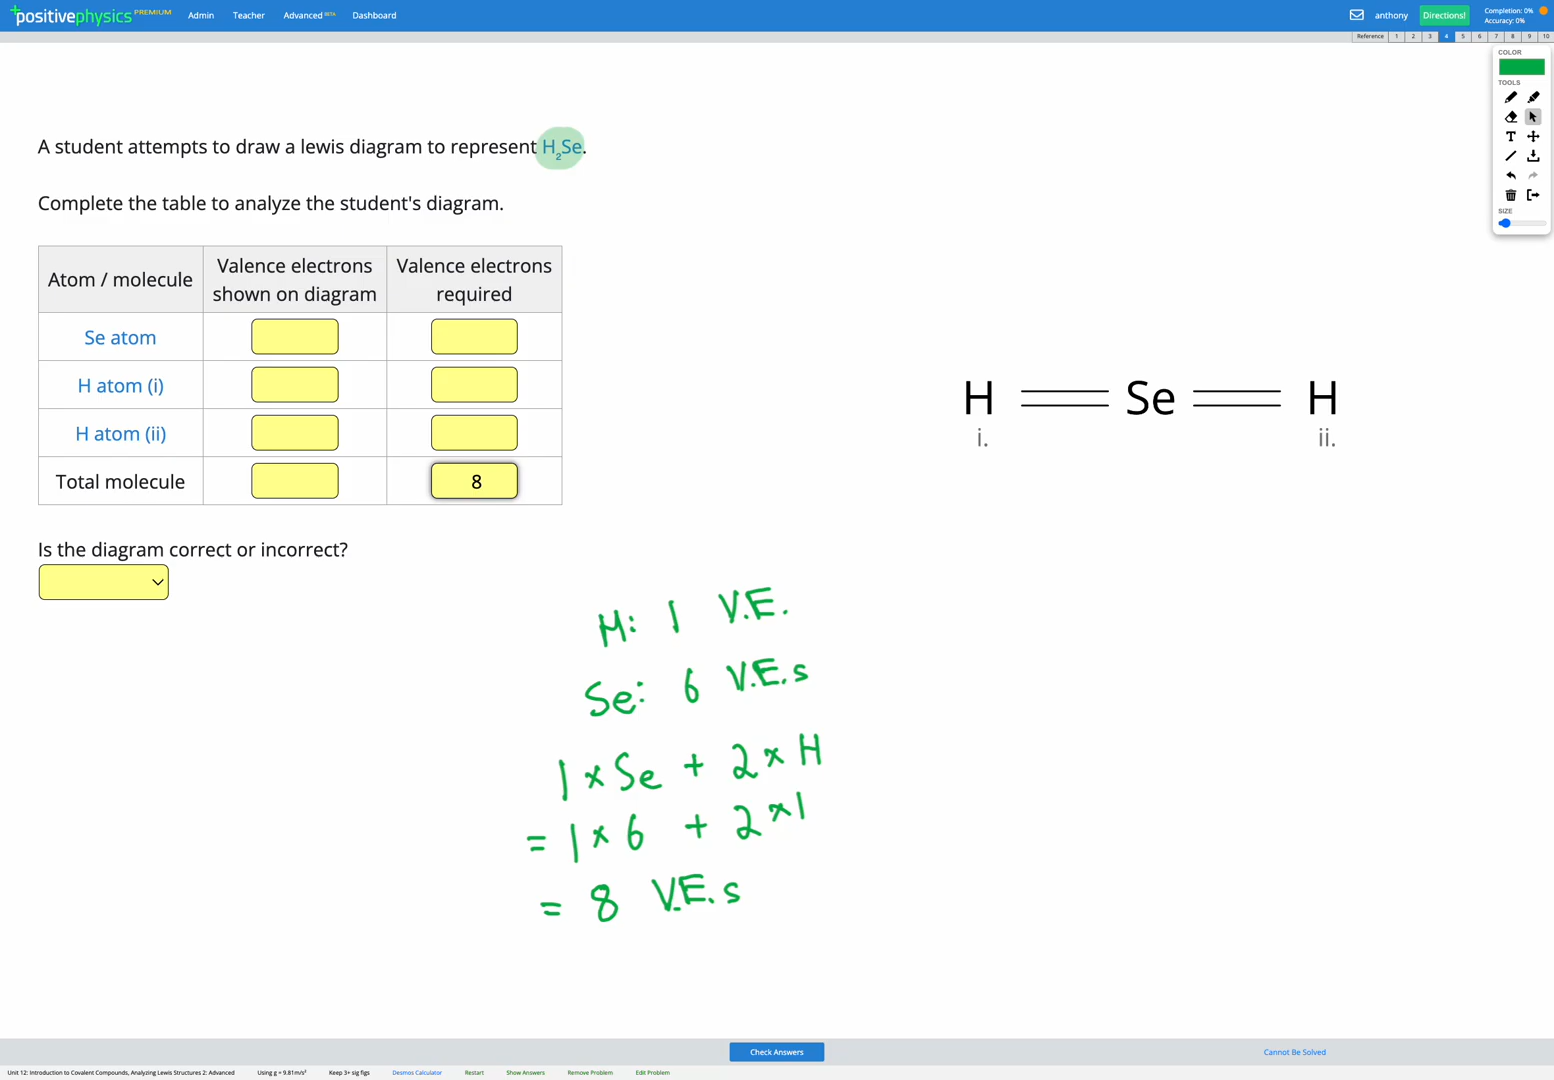 +positivephysics PREMIUM Admin Teacher Advanced BETA Dashboard anthony Directions! Completion: 0%
Accuracy: 0%
Reference 1 2 3 4 5 6 7 8 9 10
COLOR
TOOLS
T
SIZE
A student attempts to draw a lewis diagram to represent H₂Se.
Complete the table to analyze the student's diagram.
Atom / molecule Valence electrons shown on diagram Valence electrons required
Se atom
H atom (i)
H atom (ii)
Total molecule 8
H Se H
i. ii.
Is the diagram correct or incorrect?
H: 1 V.E.
Se: 6 V.E.s
1 × Se + 2 × H
= 1 × 6 + 2 × 1
= 8 V.E.s
Check Answers Cannot Be Solved
Unit 12: Introduction to Covalent Compounds, Analyzing Lewis Structures 2: Advanced Using g = 9.81m/s² Keep 3+ sig figs Desmos Calculator Restart Show Answers Remove Problem Edit Problem